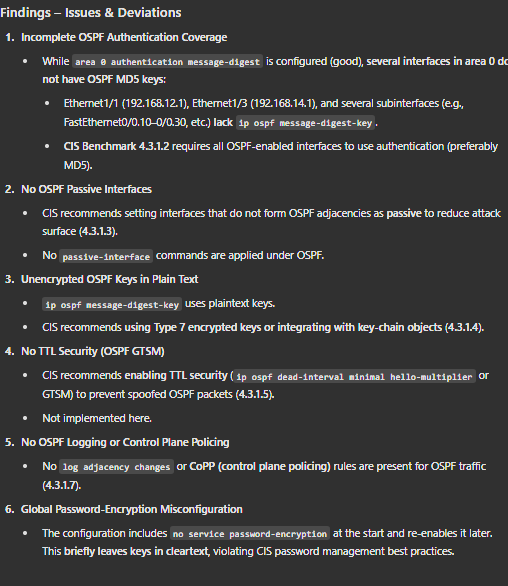 Findings – Issues & Deviations
1. Incomplete OSPF Authentication Coverage
• While area 0 authentication message-digest is configured (good), several interfaces in area 0 do
not have OSPF MD5 keys:
• Ethernet1/1 (192.168.12.1), Ethernet1/3 (192.168.14.1), and several subinterfaces (e.g.,
FastEthernet0/0.10–0/0.30, etc.) lack ip ospf message-digest-key .
• CIS Benchmark 4.3.1.2 requires all OSPF-enabled interfaces to use authentication (preferably
MD5).
2. No OSPF Passive Interfaces
• CIS recommends setting interfaces that do not form OSPF adjacencies as passive to reduce attack
surface (4.3.1.3).
• No passive-interface commands are applied under OSPF.
3. Unencrypted OSPF Keys in Plain Text
• ip ospf message-digest-key uses plaintext keys.
• CIS recommends using Type 7 encrypted keys or integrating with key-chain objects (4.3.1.4).
4. No TTL Security (OSPF GTSM)
• CIS recommends enabling TTL security ( ip ospf dead-interval minimal hello-multiplier or
GTSM) to prevent spoofed OSPF packets (4.3.1.5).
• Not implemented here.
5. No OSPF Logging or Control Plane Policing
• No log adjacency changes or CoPP (control plane policing) rules are present for OSPF traffic
(4.3.1.7).
6. Global Password-Encryption Misconfiguration
• The configuration includes no service password-encryption at the start and re-enables it later.
This briefly leaves keys in cleartext, violating CIS password management best practices.